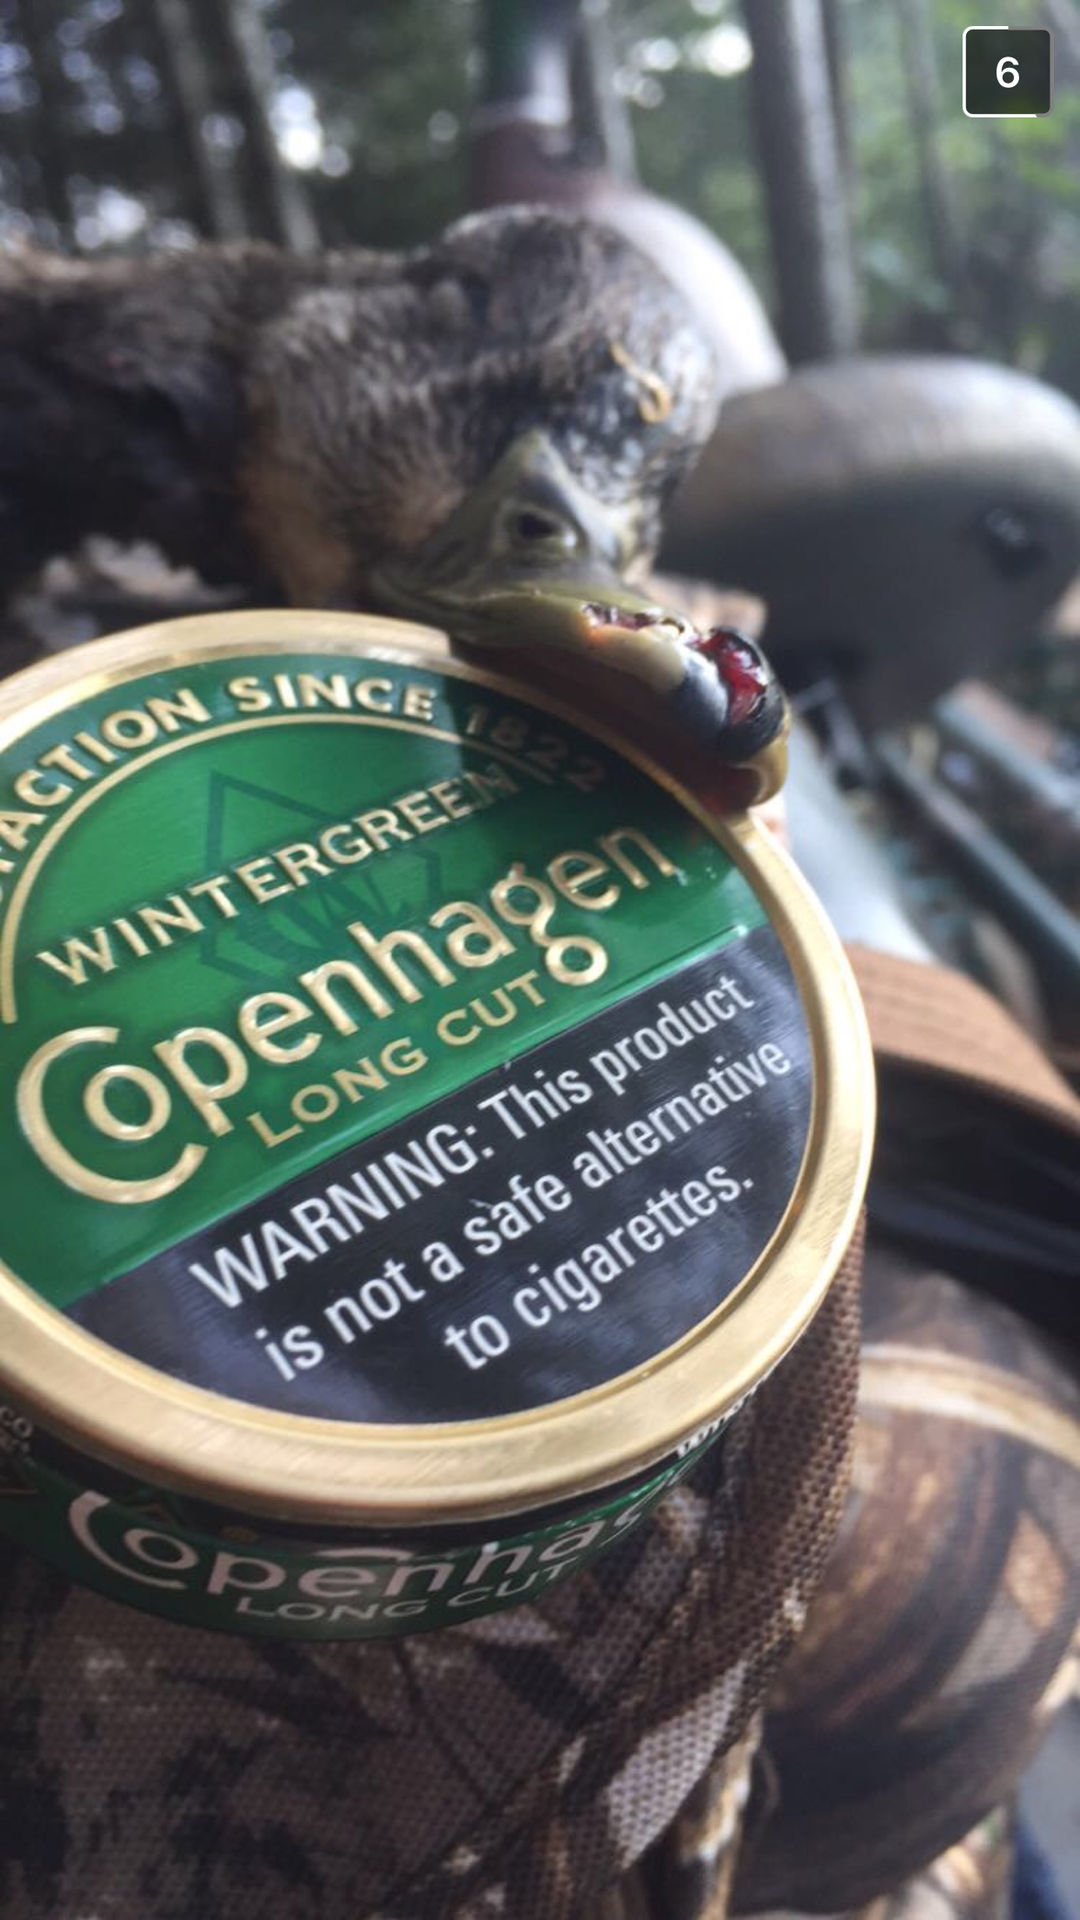 6
ACTION SINCE 1822
WINTERGREEN
Copenhagen
LONG CUT
WARNING: This product
is not a safe alternative
to cigarettes.
Copenha
LONG CUT